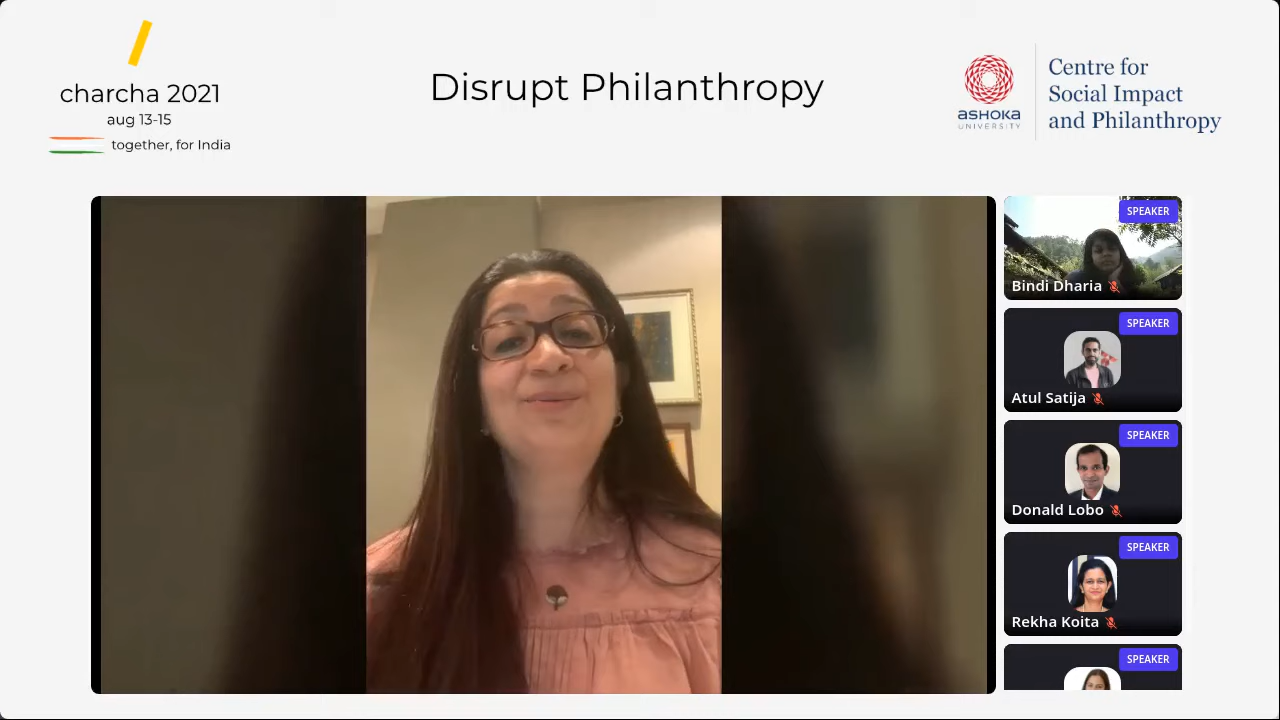 charcha 2021
aug 13-15
together, for India
Disrupt Philanthropy
ASHOKA
UNIVERSITY
Centre for
Social Impact
and Philanthropy
SPEAKER
Bindi Dharia
SPEAKER
Atul Satija
SPEAKER
Donald Lobo
SPEAKER
Rekha Koita
SPEAKER